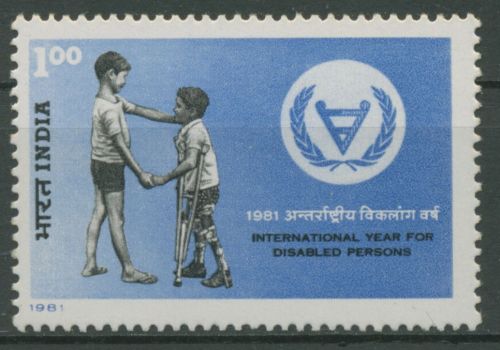 1.00
भारत INDIA
1981 अन्तर्राष्ट्रीय विकलांग वर्ष
INTERNATIONAL YEAR FOR
DISABLED PERSONS
1981